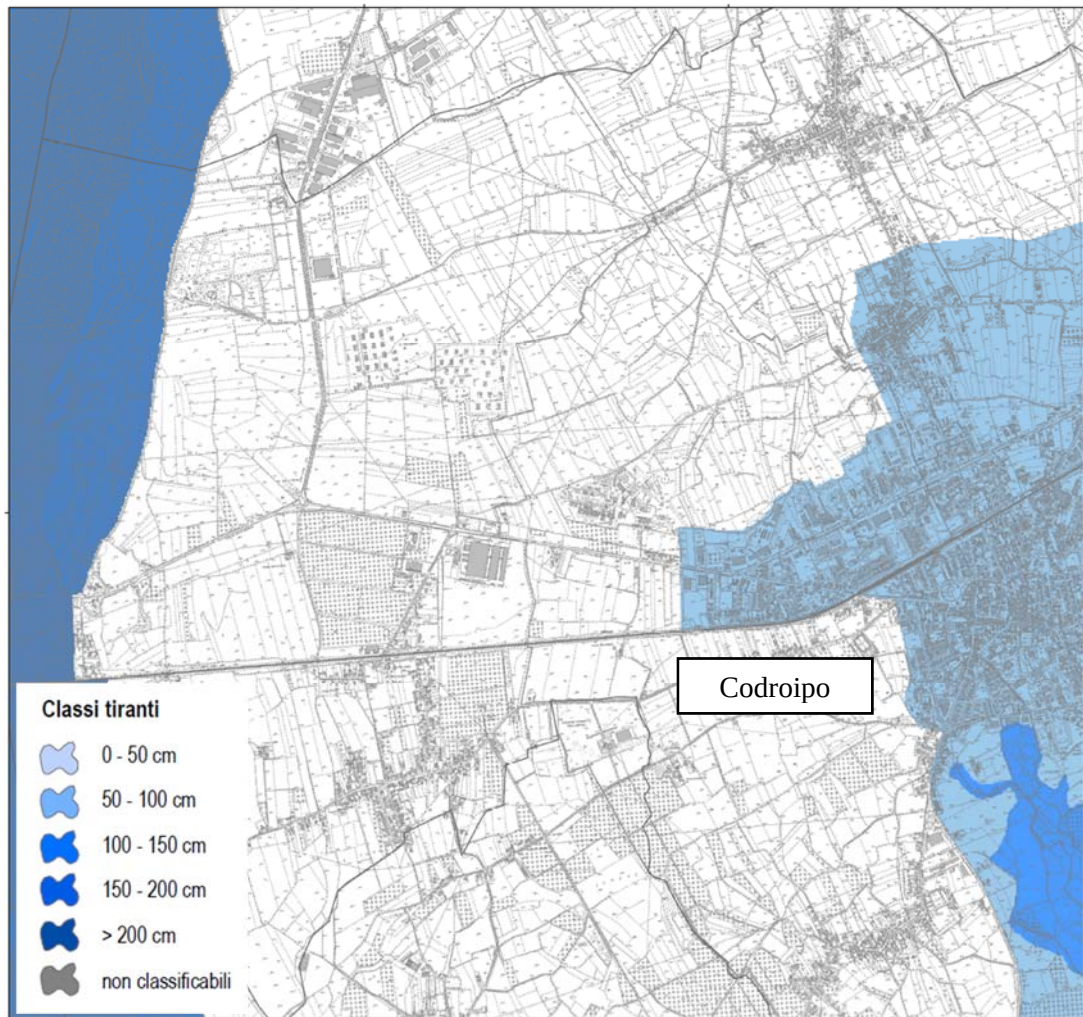 Codroipo
Classi tiranti
0 - 50 cm
50 - 100 cm
100 - 150 cm
150 - 200 cm
> 200 cm
non classificabili